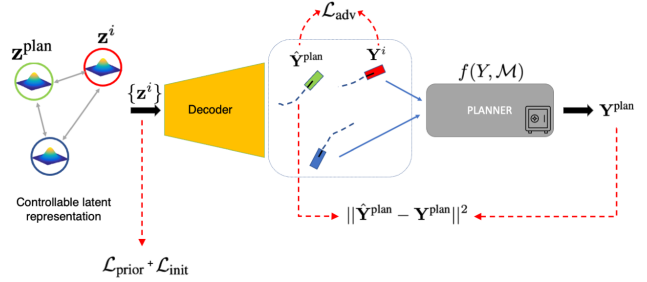 𝓛_adv
𝐳^plan
𝐳^i
{𝐳^i}
Decoder
Ŷ^plan
Y^i
f(Y, 𝓜)
PLANNER
Y^plan
Controllable latent
representation
||Ŷ^plan − Y^plan||^2
𝓛_prior + 𝓛_init